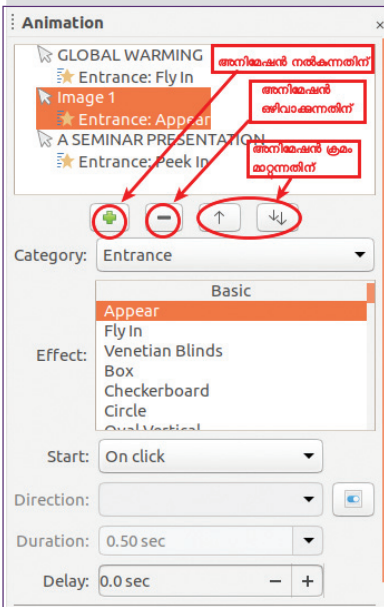 Animation
GLOBAL WARMING
അനിമേഷൻ നൽകുന്നതിന്
Entrance: Fly In
അനിമേഷൻ
ഒഴിവാക്കുന്നതിന്
Image 1
Entrance: Appear
A SEMINAR PRESENTATION
അനിമേഷൻ ക്രമം
മാറ്റുന്നതിന്
Entrance: Peek In
Category: Entrance
Basic
Appear
Fly In
Venetian Blinds
Effect:
Box
Checkerboard
Circle
Oval Vertical
Start: On click
Direction:
Duration: 0.50 sec
Delay: 0.0 sec